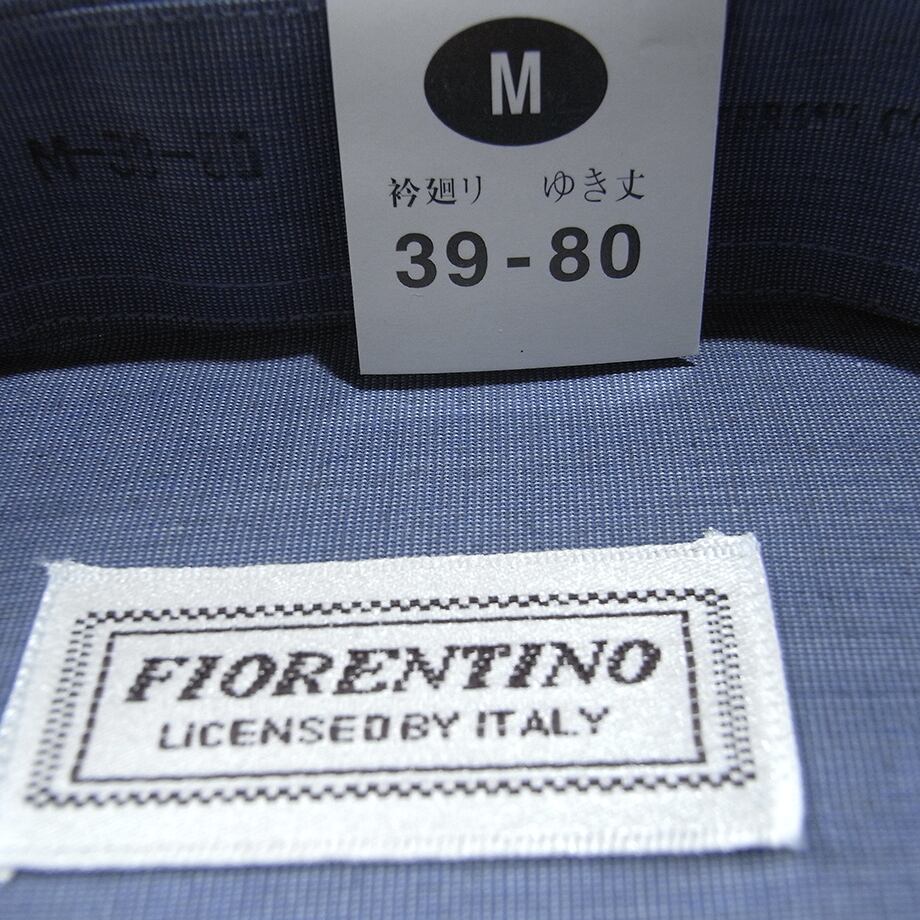 M
衿廻り ゆき丈
39-80
FIORENTINO
LICENSED BY ITALY